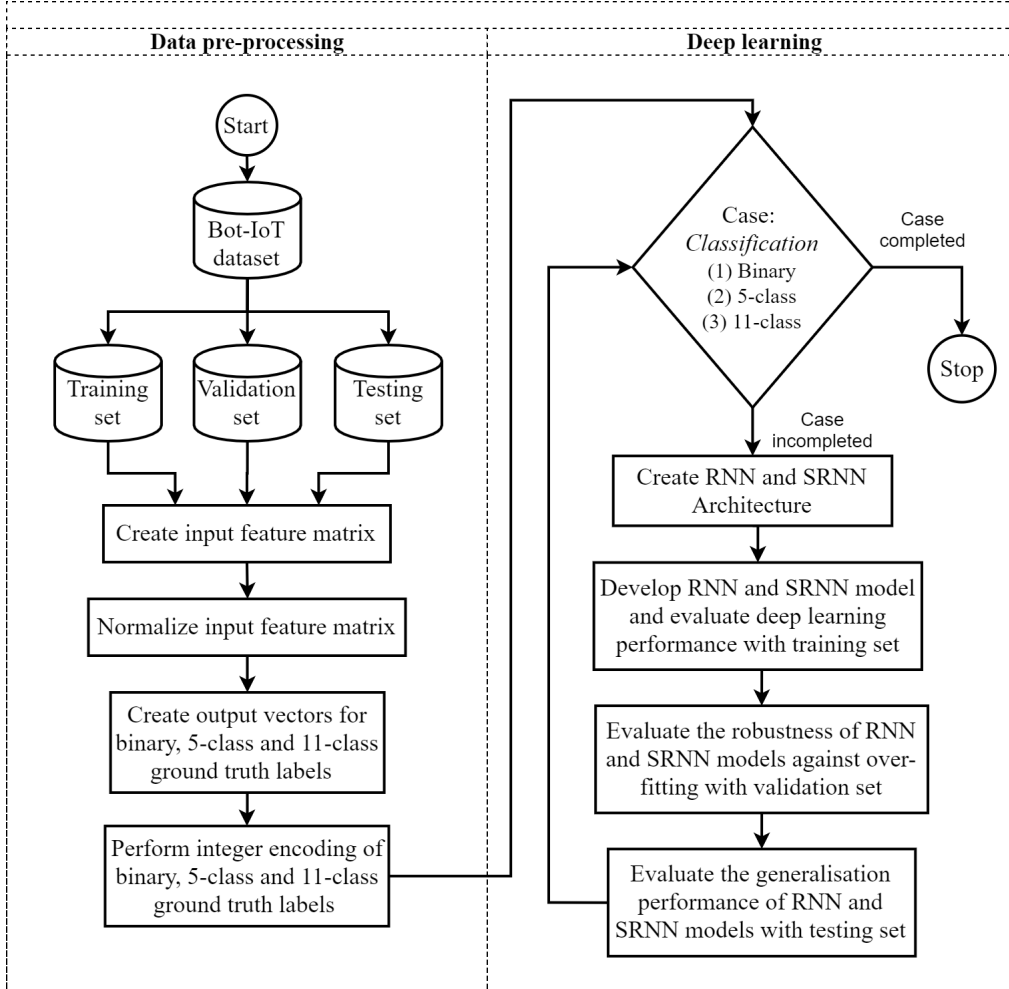 Data pre-processing
Deep learning
Start
Bot-IoT
dataset
Training
set
Validation
set
Testing
set
Create input feature matrix
Normalize input feature matrix
Create output vectors for
binary, 5-class and 11-class
ground truth labels
Perform integer encoding of
binary, 5-class and 11-class
ground truth labels
Case:
Classification
(1) Binary
(2) 5-class
(3) 11-class
Case
completed
Stop
Case
incompleted
Create RNN and SRNN
Architecture
Develop RNN and SRNN model
and evaluate deep learning
performance with training set
Evaluate the robustness of RNN
and SRNN models against over-
fitting with validation set
Evaluate the generalisation
performance of RNN and
SRNN models with testing set